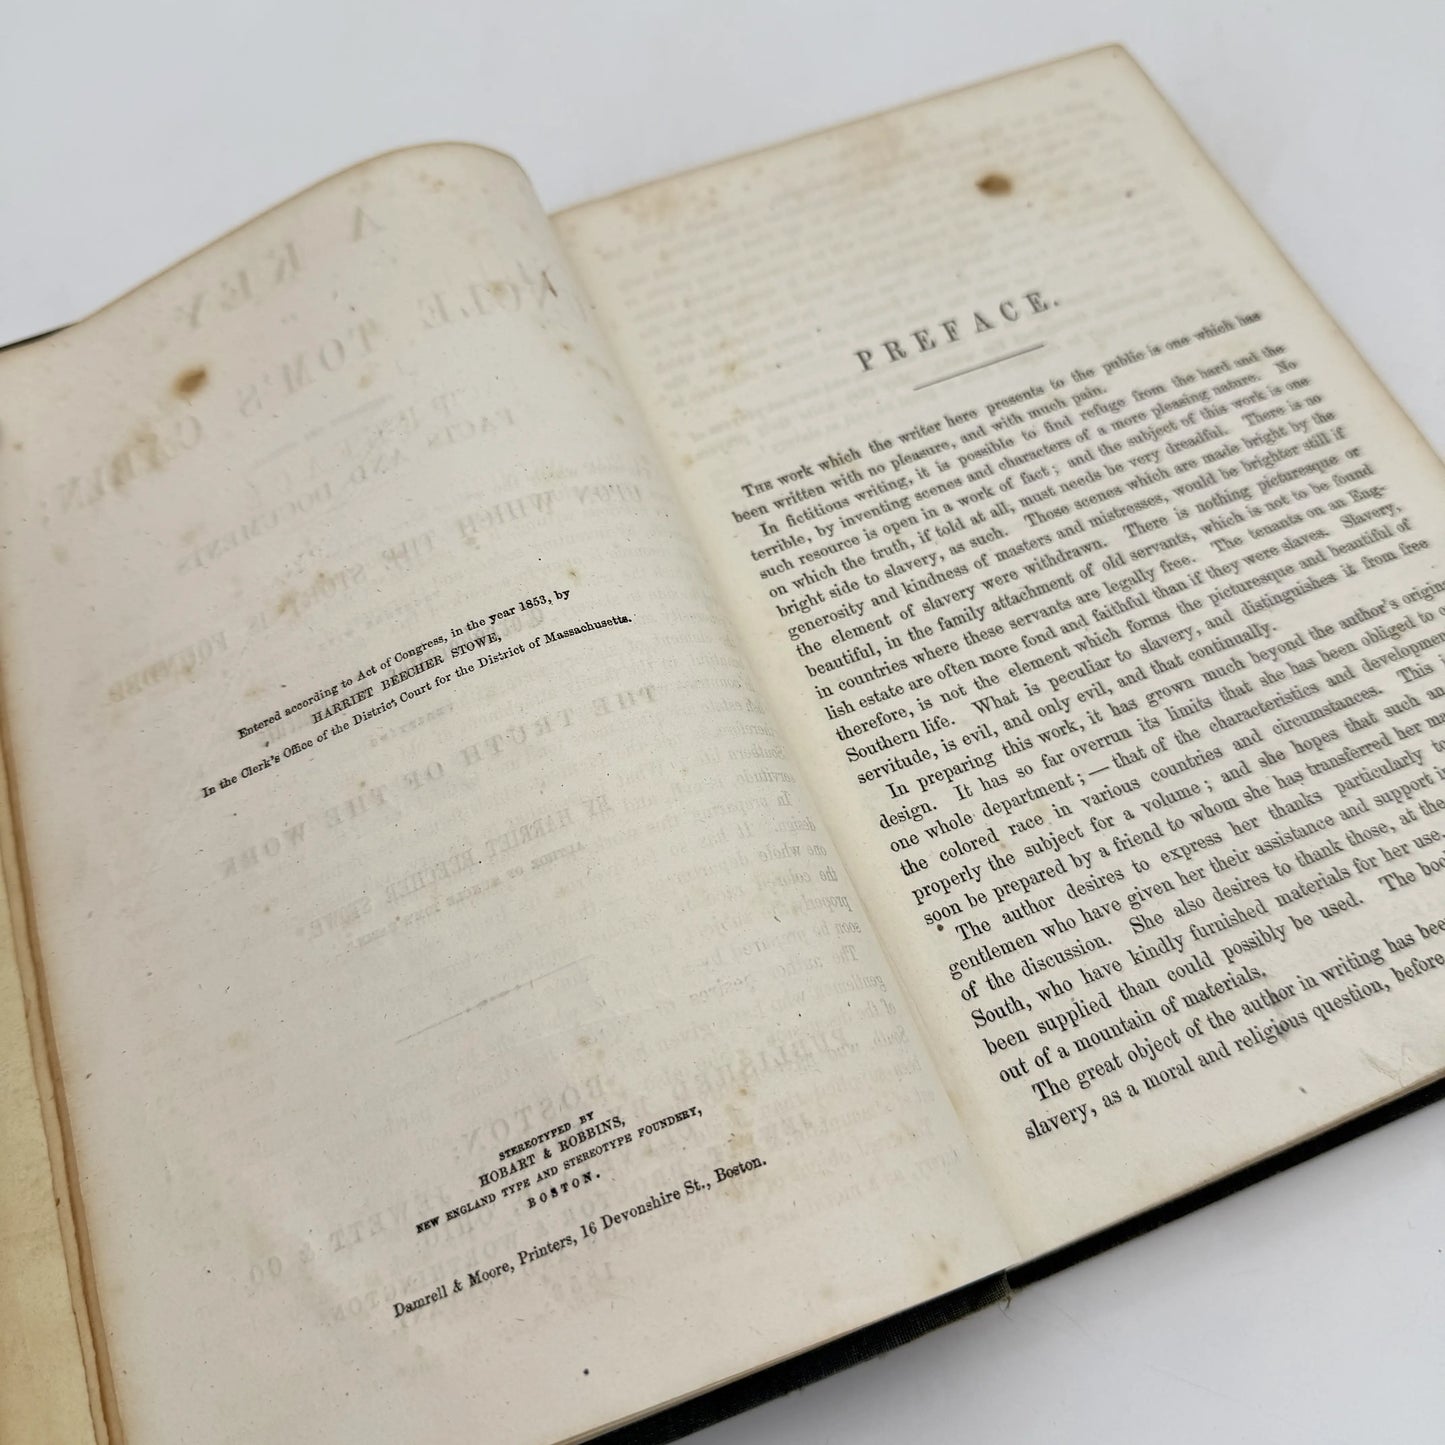 Entered according to Act of Congress, in the year 1853, by
HARRIET BEECHER STOWE,
In the Clerk's Office of the District Court for the District of Massachusetts.
STEREOTYPED BY
HOBART & ROBBINS,
NEW ENGLAND TYPE AND STEREOTYPE FOUNDERY,
BOSTON.
Damrell & Moore, Printers, 16 Devonshire St., Boston.
PREFACE.
THE work which the writer here presents to the public is one which has
been written with no pleasure, and with much pain.
In fictitious writing, it is possible to find refuge from the hard and the
terrible, by inventing scenes and characters of a more pleasing nature. No
such resource is open in a work of fact; and the subject of this work is one
on which the truth, if told at all, must needs be very dreadful. There is no
bright side to slavery, as such. Those scenes which are made bright by the
generosity and kindness of masters and mistresses, would be brighter still if
the element of slavery were withdrawn. There is nothing picturesque or
beautiful, in the family attachment of old servants, which is not to be found
in countries where these servants are legally free. The tenants on an Eng-
lish estate are often more fond and faithful than if they were slaves. Slavery,
therefore, is not the element which forms the picturesque and beautiful of
Southern life. What is peculiar to slavery, and distinguishes it from free
servitude, is evil, and only evil, and that continually.
In preparing this work, it has grown much beyond the author's origin
design. It has so far overrun its limits that she has been obliged to
one whole department; — that of the characteristics and development
the colored race in various countries and circumstances. This
properly the subject for a volume; and she hopes that such an
soon be prepared by a friend to whom she has transferred her ma
The author desires to express her thanks particularly to
gentlemen who have given her their assistance and support i
of the discussion. She also desires to thank those, at the
South, who have kindly furnished materials for her use.
been supplied than could possibly be used. The boo
out of a mountain of materials.
The great object of the author in writing has bee
slavery, as a moral and religious question, before